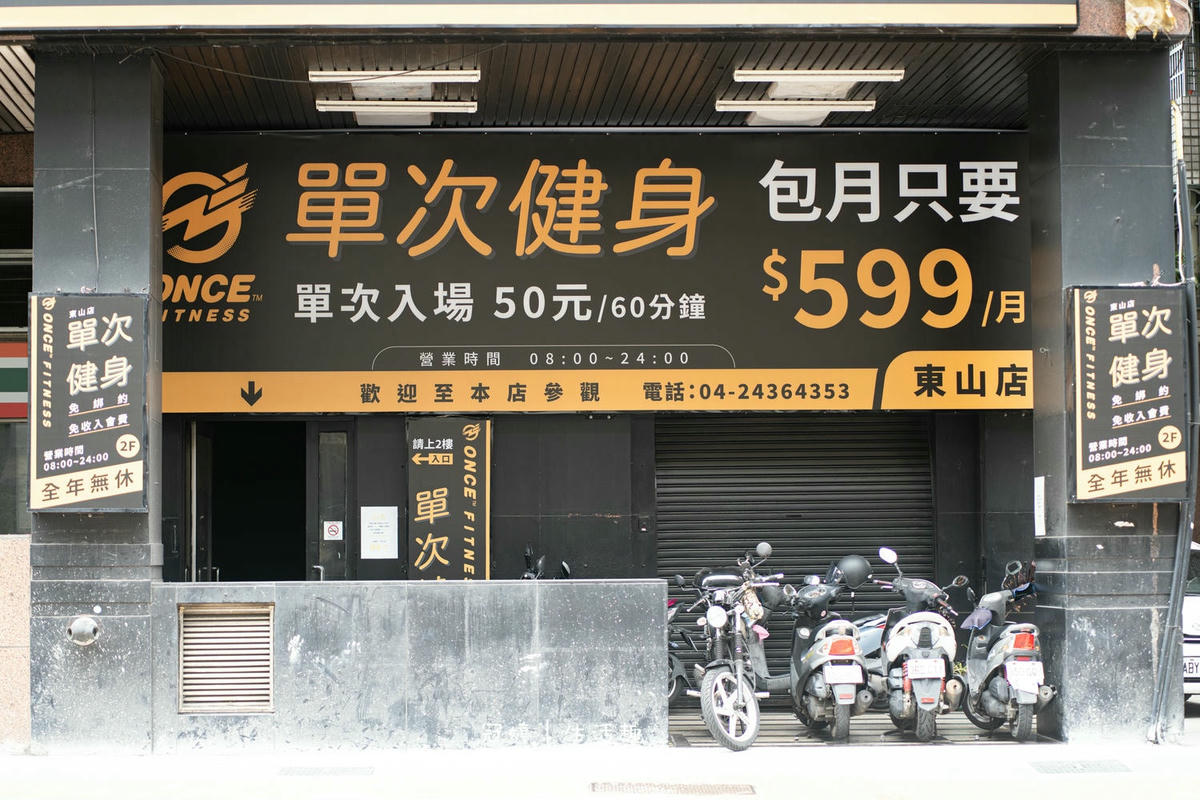 ONCE™
FITNESS
單次健身
單次入場 50元/60分鐘
營業時間 08:00~24:00
包月只要
$599/月
歡迎至本店參觀 電話:04-24364353
東山店
ONCE™ FITNESS
東山店
單次
健身
免綁約
免收入會費
營業時間
08:00~24:00
2F
全年無休
請上2樓
←入口
單次
ONCE™ FITNESS
ONCE™ FITNESS
東山店
單次
健身
免綁約
免收入會費
營業時間
08:00~24:00
2F
全年無休